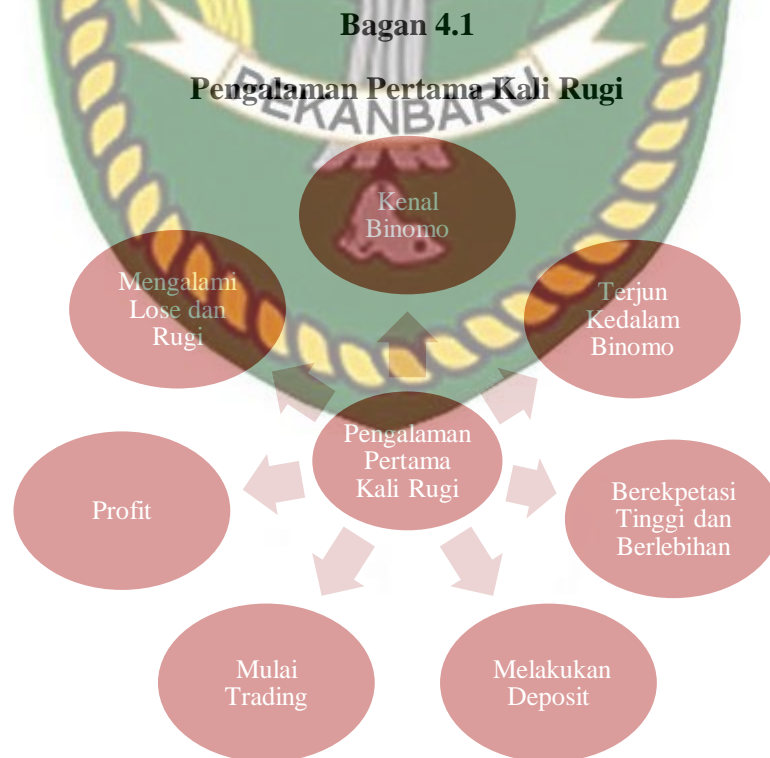 Bagan 4.1
Pengalaman Pertama Kali Rugi
PEKANBARU
Kenal
Binomo
Terjun
Kedalam
Binomo
Berekpetasi
Tinggi dan
Berlebihan
Melakukan
Deposit
Mulai
Trading
Profit
Mengalami
Lose dan
Rugi
Pengalaman
Pertama
Kali Rugi